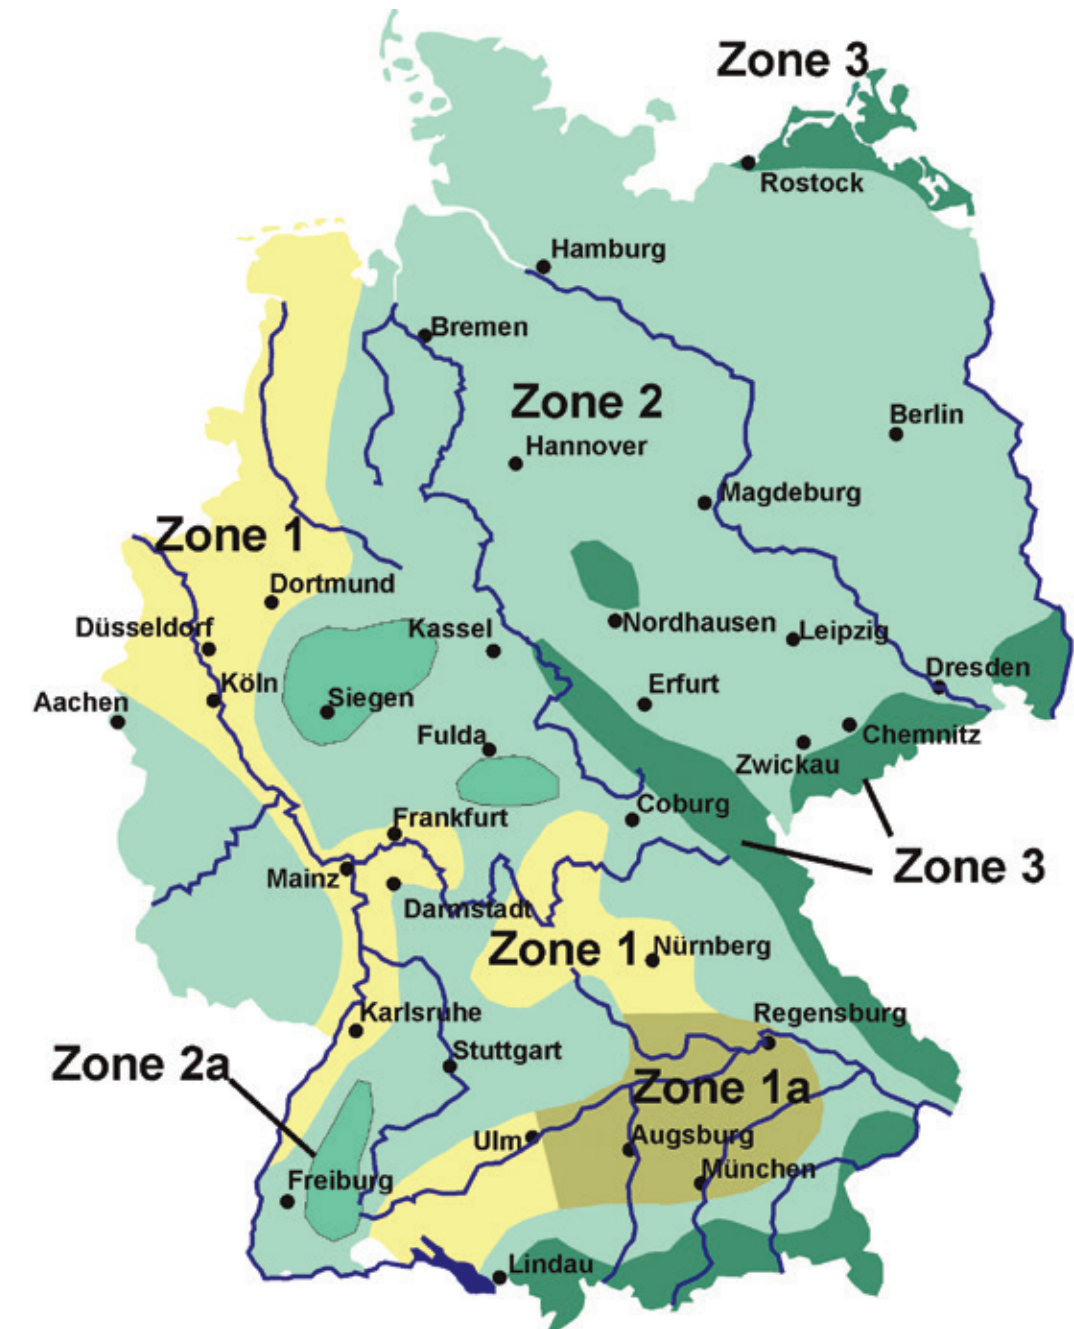 Zone 3
Rostock
Hamburg
Bremen
Zone 2
Berlin
Hannover
Magdeburg
Zone 1
Dortmund
Düsseldorf
Kassel
Nordhausen
Leipzig
Dresden
Köln
Erfurt
Aachen
Siegen
Fulda
Chemnitz
Zwickau
Coburg
Frankfurt
Zone 3
Mainz
Darmstadt
Zone 1
Nürnberg
Karlsruhe
Regensburg
Stuttgart
Zone 2a
Zone 1a
Ulm
Augsburg
München
Freiburg
Lindau